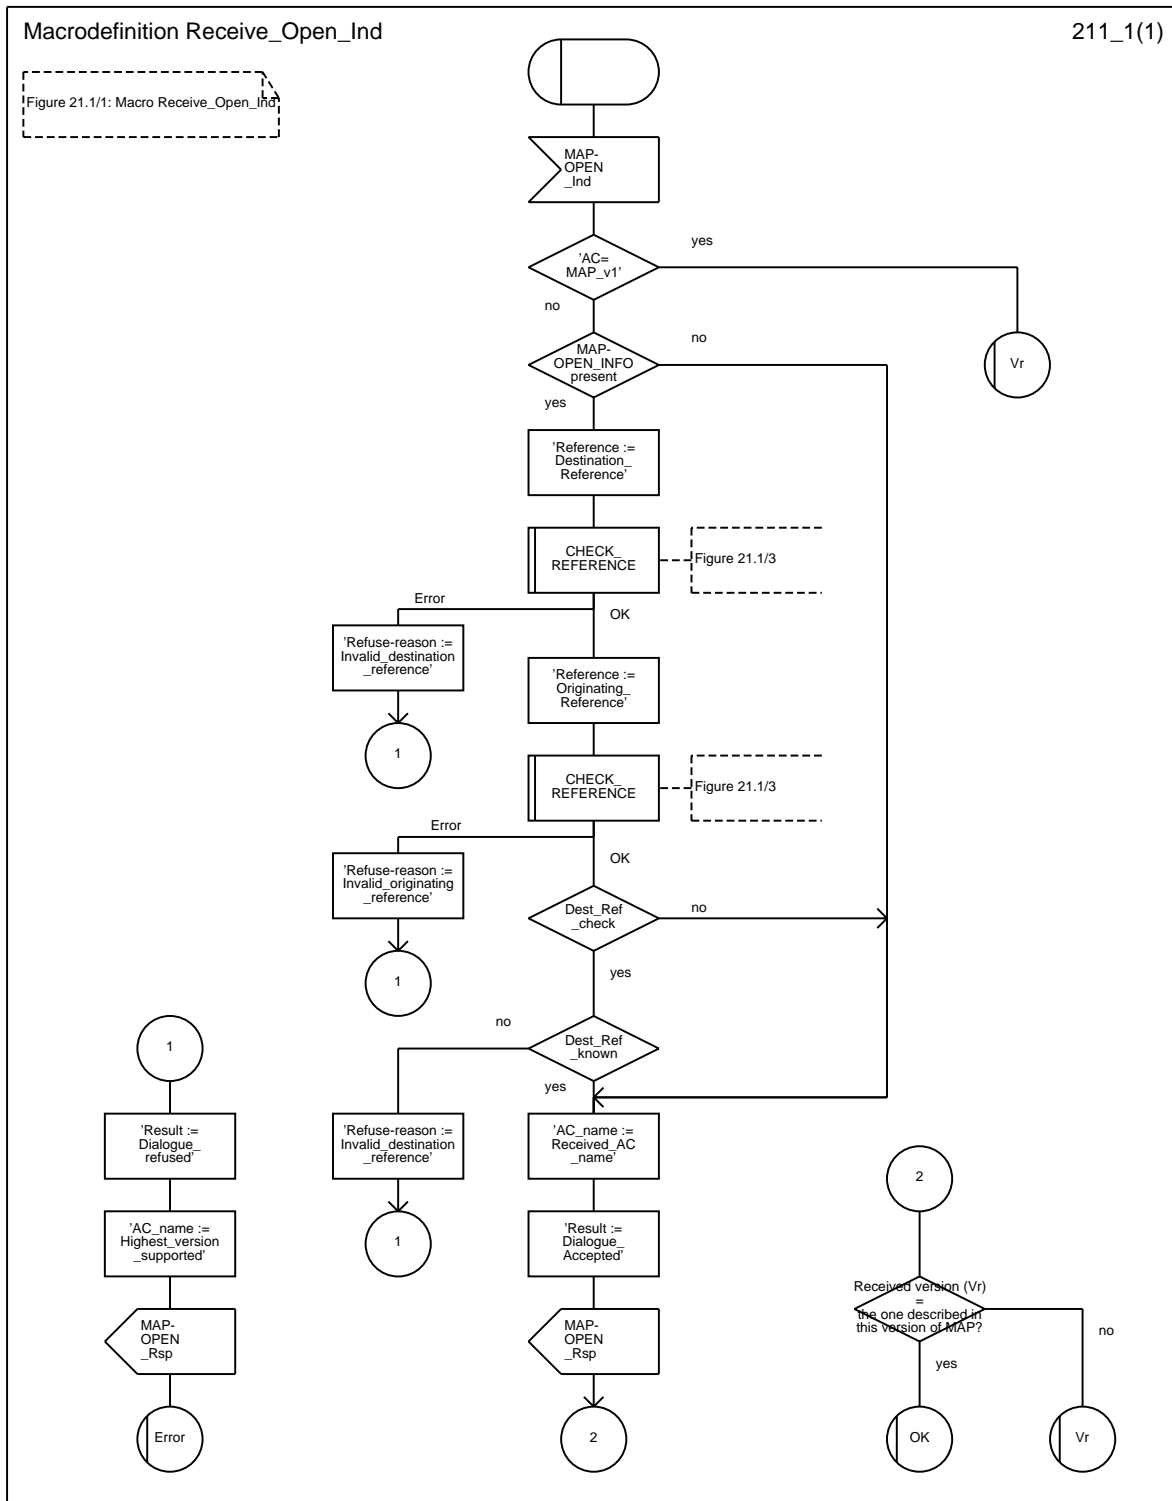 Macrodefinition Receive_Open_Ind
211_1(1)
Figure 21.1/1: Macro Receive_Open_Ind
MAP-
OPEN
_Ind
'AC=
MAP_v1'
yes
no
Vr
MAP-
OPEN_INFO
present
no
yes
'Reference :=
Destination_
Reference'
CHECK_
REFERENCE
Figure 21.1/3
Error
OK
'Refuse-reason :=
Invalid_destination
_reference'
1
'Reference :=
Originating_
Reference'
CHECK_
REFERENCE
Figure 21.1/3
Error
OK
'Refuse-reason :=
Invalid_originating
_reference'
1
Dest_Ref
_check
no
yes
Dest_Ref
_known
no
yes
1
'Result :=
Dialogue_
refused'
'AC_name :=
Highest_version
_supported'
MAP-
OPEN
_Rsp
Error
'Refuse-reason :=
Invalid_destination
_reference'
1
'AC_name :=
Received_AC
_name'
'Result :=
Dialogue_
Accepted'
MAP-
OPEN
_Rsp
2
2
Received version (Vr)
=
the one described in
this version of MAP?
no
yes
OK
Vr